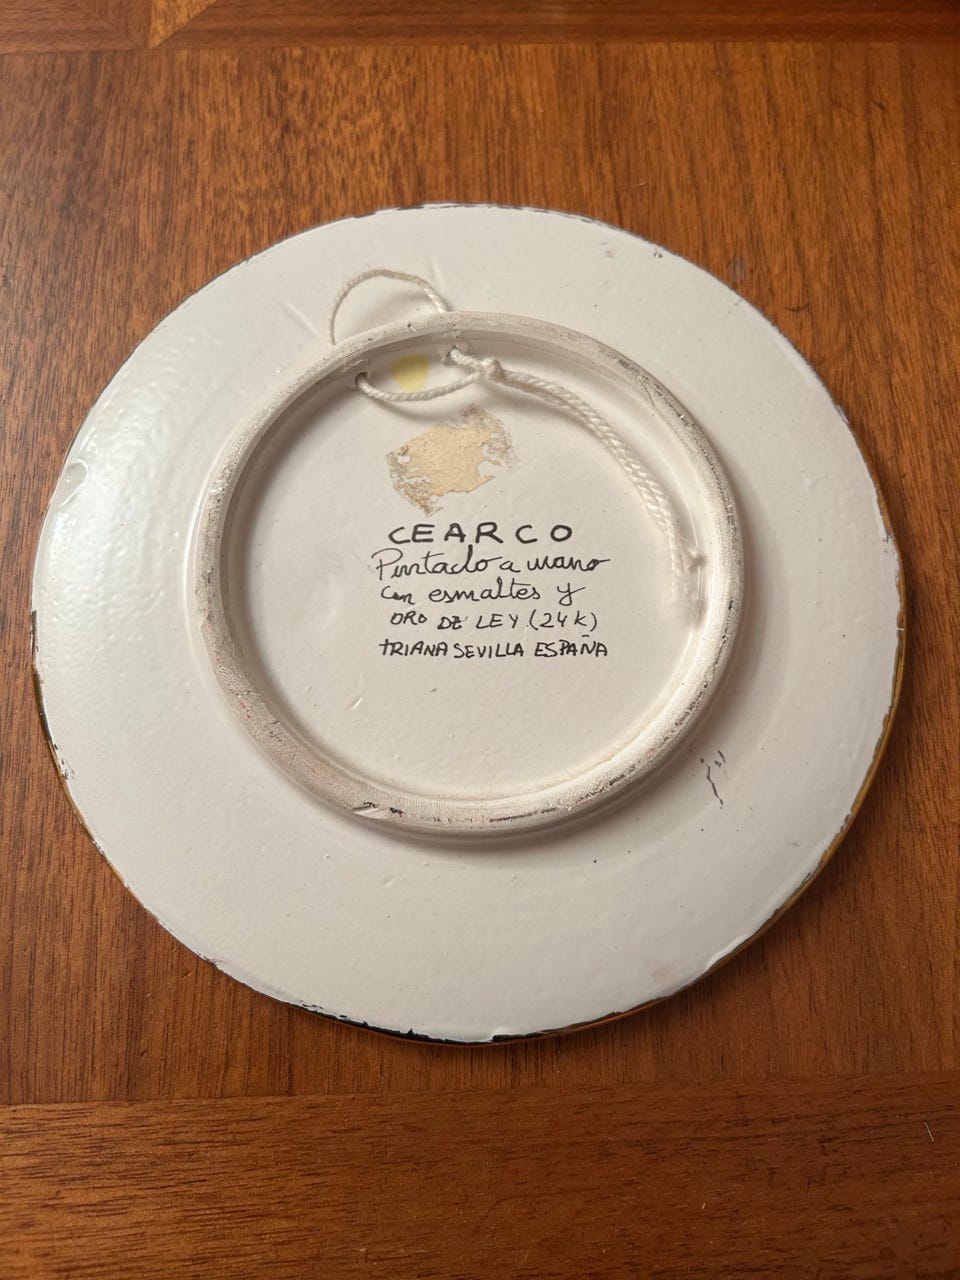 CEARCO
Pintado a mano
con esmaltes y
ORO DE LEY (24K)
TRIANA SEVILLA ESPAÑA